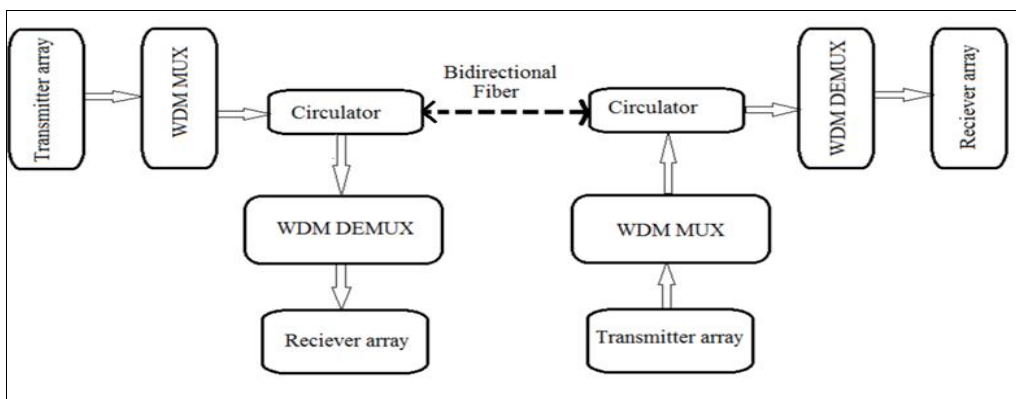 Transmitter array
WDM MUX
Circulator
Bidirectional
Fiber
Circulator
WDM DEMUX
Reciever array
WDM DEMUX
WDM MUX
Reciever array
Transmitter array